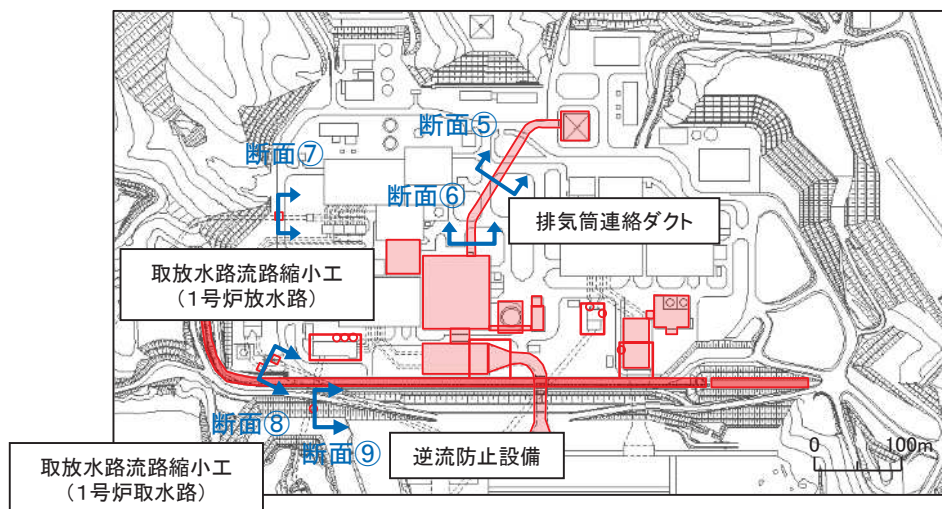 断面⑤
断面⑦
断面⑥
排気筒連絡ダクト
取放水路流路縮小工
（1号炉放水路）
断面⑧
断面⑨
逆流防止設備
0 100m
取放水路流路縮小工
（1号炉取水路）